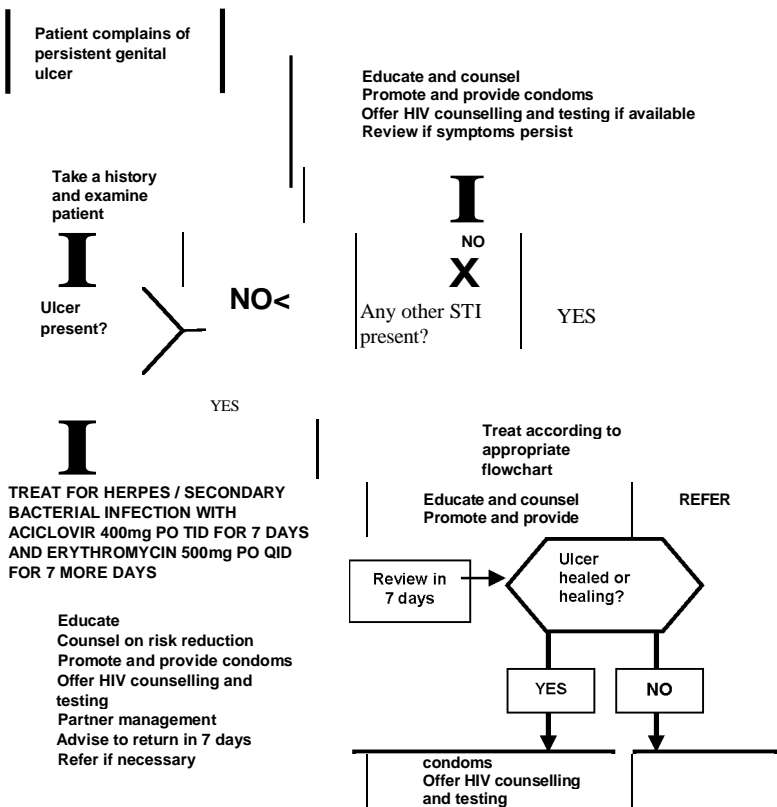 Patient complains of
persistent genital
ulcer
Educate and counsel
Promote and provide condoms
Offer HIV counselling and testing if available
Review if symptoms persist
Take a history
and examine
patient
I
I
NO
X
Ulcer
present?
NO<
Any other STI
present?
YES
YES
I
Treat according to
appropriate
flowchart
TREAT FOR HERPES / SECONDARY
BACTERIAL INFECTION WITH
ACICLOVIR 400mg PO TID FOR 7 DAYS
AND ERYTHROMYCIN 500mg PO QID
FOR 7 MORE DAYS
Educate
Counsel on risk reduction
Promote and provide condoms
Offer HIV counselling and
testing
Partner management
Advise to return in 7 days
Refer if necessary
Educate and counsel
Promote and provide
REFER
Review in
7 days
Ulcer
healed or
healing?
YES
NO
condoms
Offer HIV counselling
and testing